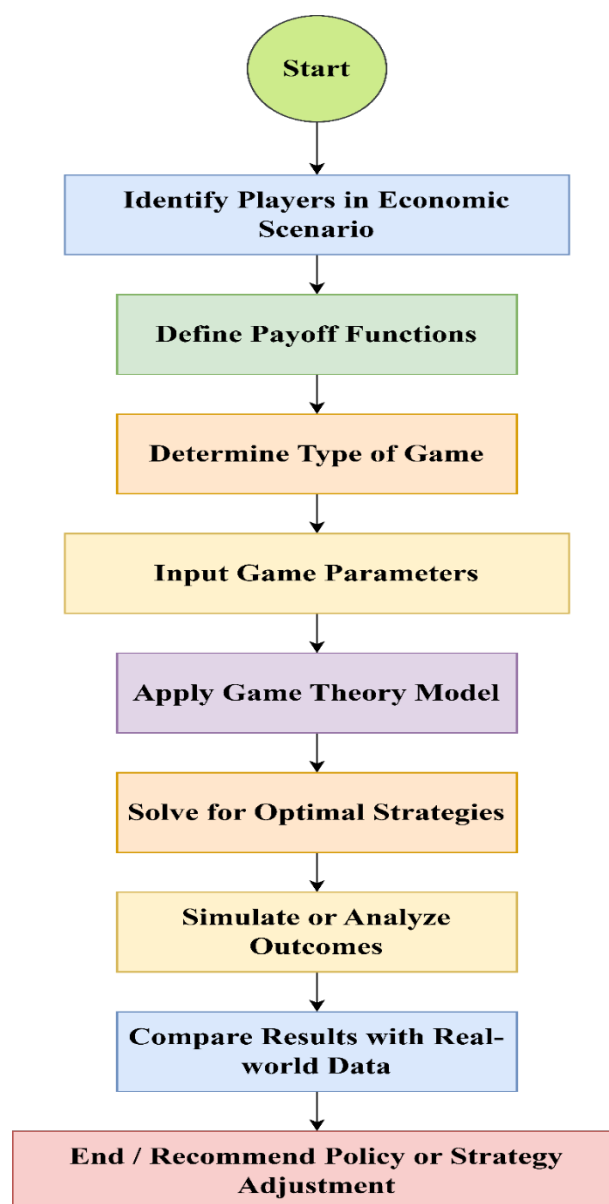 Start
Identify Players in Economic
Scenario
Define Payoff Functions
Determine Type of Game
Input Game Parameters
Apply Game Theory Model
Solve for Optimal Strategies
Simulate or Analyze
Outcomes
Compare Results with Real-
world Data
End / Recommend Policy or Strategy
Adjustment